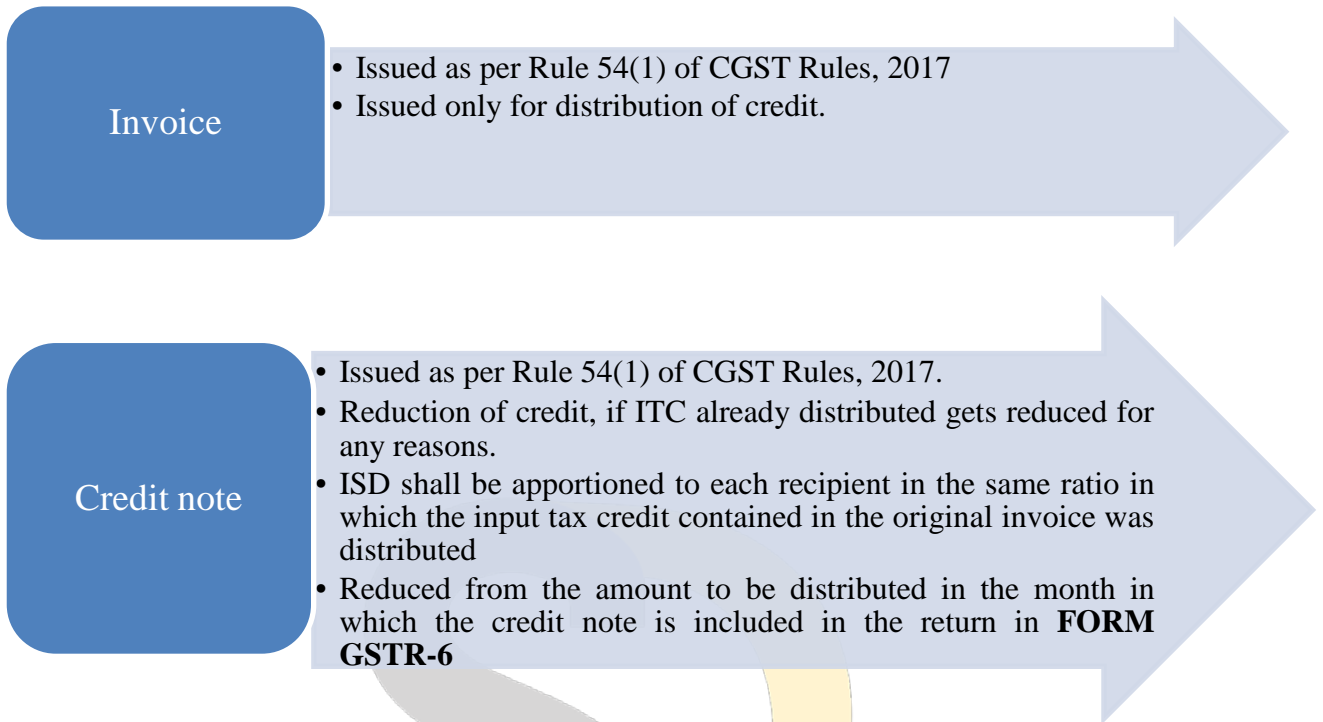 Invoice
• Issued as per Rule 54(1) of CGST Rules, 2017
• Issued only for distribution of credit.
Credit note
• Issued as per Rule 54(1) of CGST Rules, 2017.
• Reduction of credit, if ITC already distributed gets reduced for
any reasons.
• ISD shall be apportioned to each recipient in the same ratio in
which the input tax credit contained in the original invoice was
distributed
• Reduced from the amount to be distributed in the month in
which the credit note is included in the return in FORM
GSTR-6